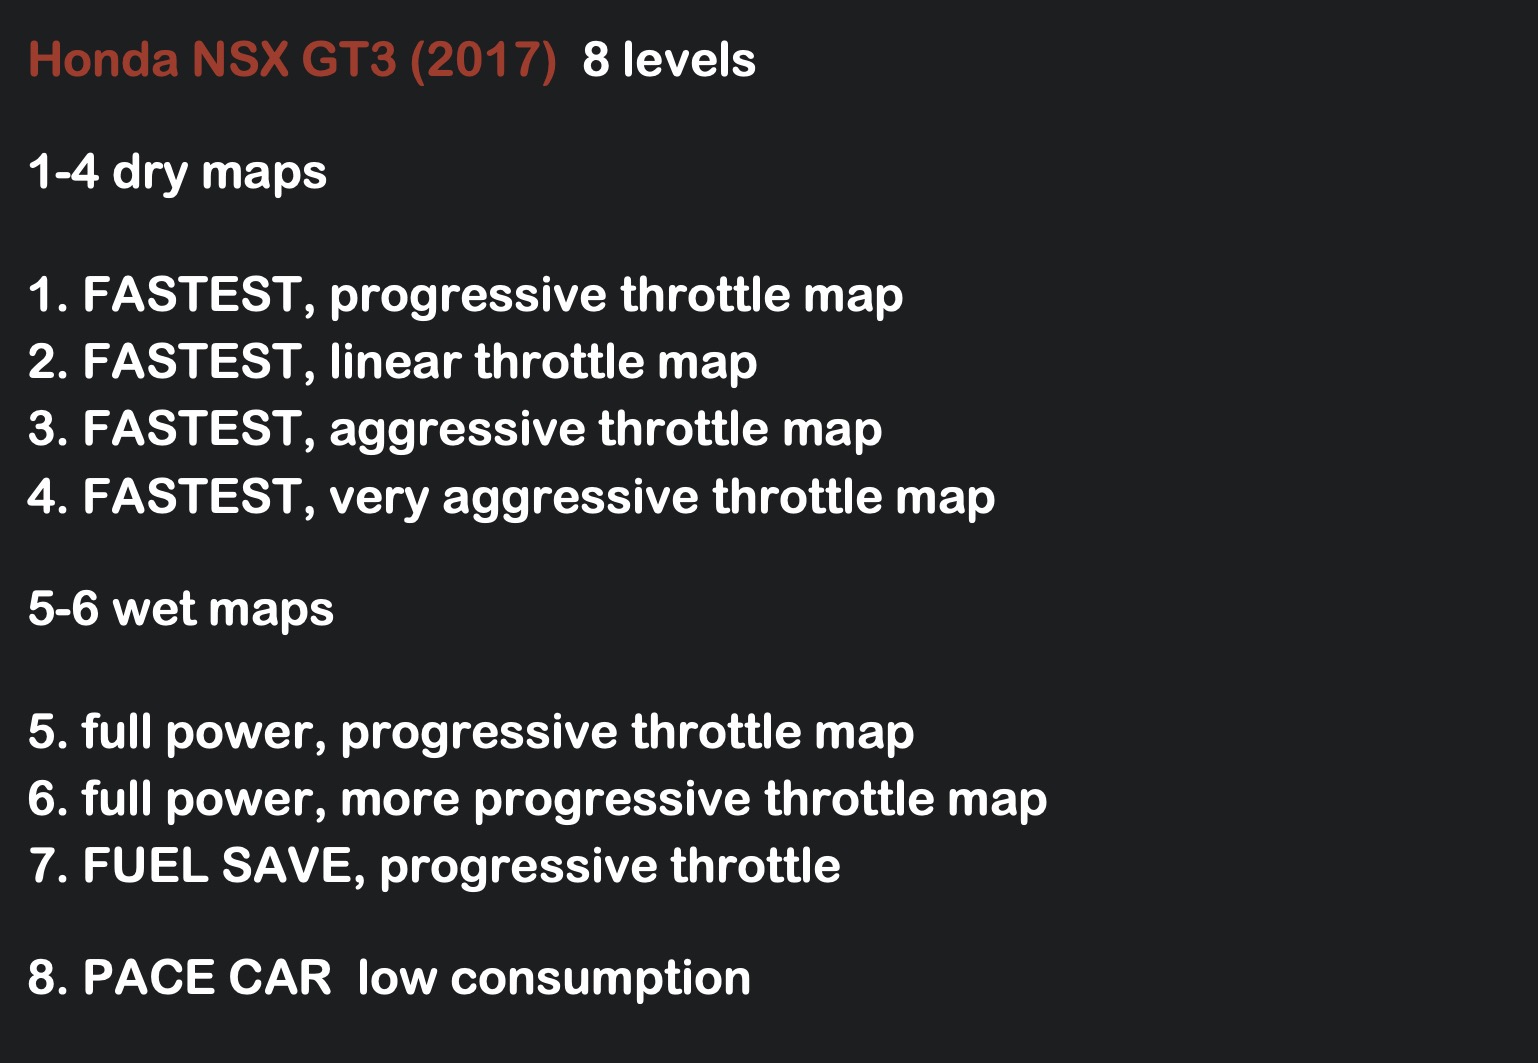 Honda NSX GT3 (2017)  8 levels
1-4 dry maps
1. FASTEST, progressive throttle map
2. FASTEST, linear throttle map
3. FASTEST, aggressive throttle map
4. FASTEST, very aggressive throttle map
5-6 wet maps
5. full power, progressive throttle map
6. full power, more progressive throttle map
7. FUEL SAVE, progressive throttle
8. PACE CAR  low consumption